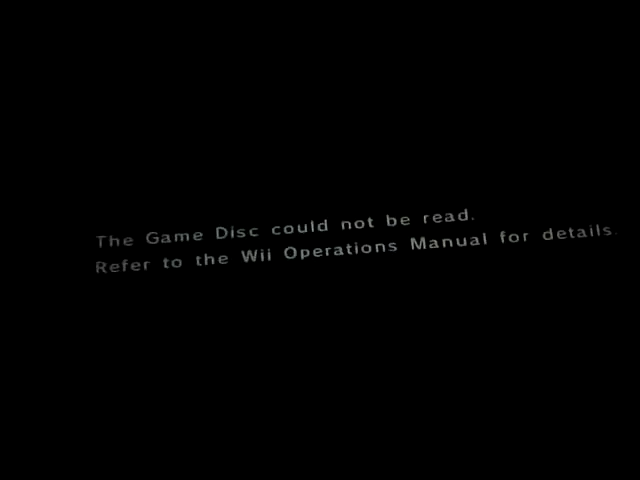 The Game Disc could not be read.
Refer to the Wii Operations Manual for details.